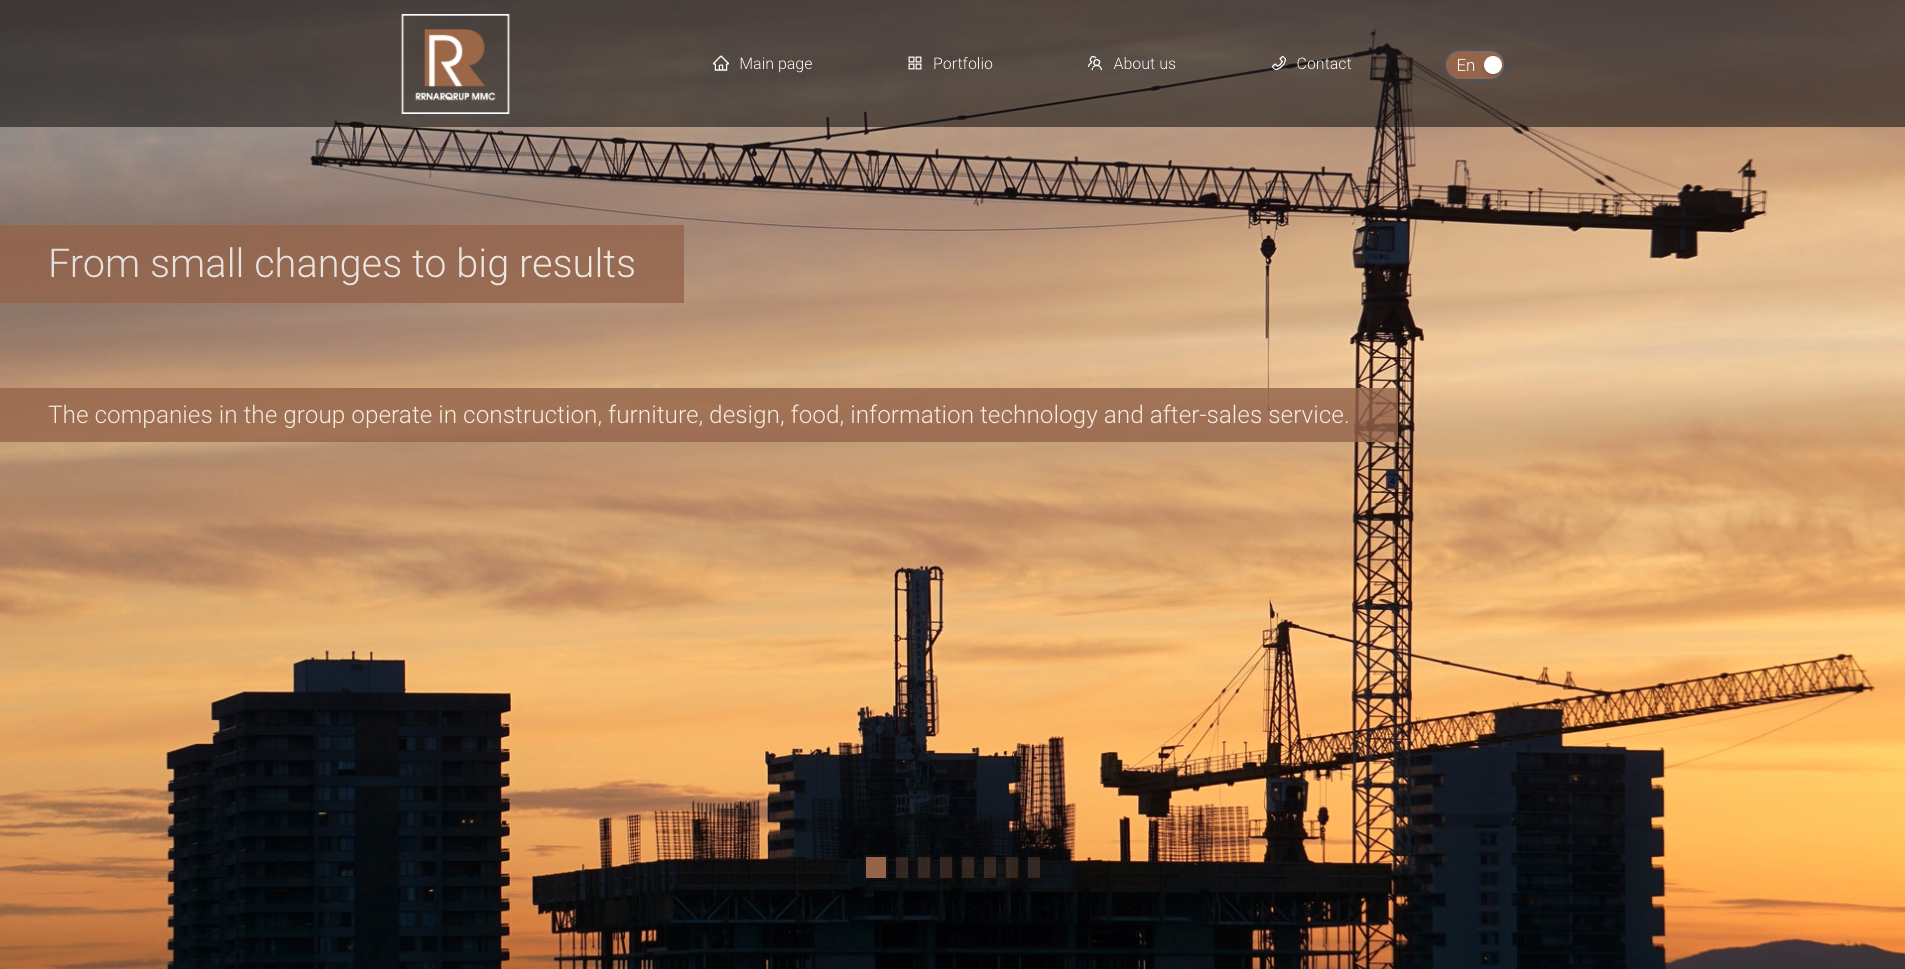 RRNARQRUP MMC
Main page
Portfolio
About us
Contact
En
From small changes to big results
The companies in the group operate in construction, furniture, design, food, information technology and after-sales service.